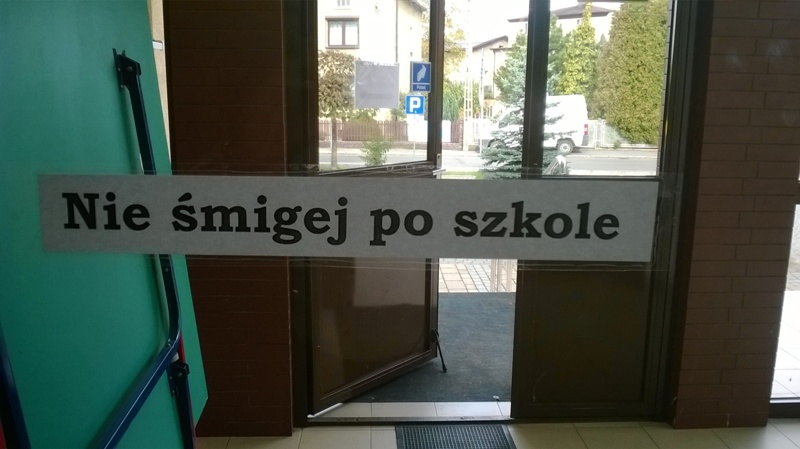 Nie śmigej po szkole
P